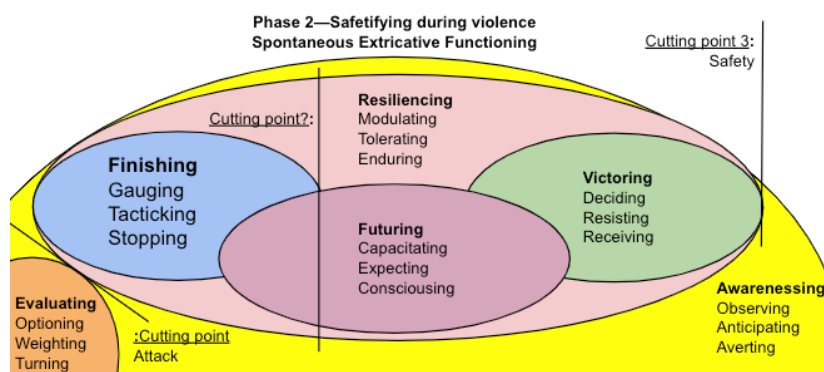 Phase 2—Safetifying during violence
Spontaneous Extricative Functioning
Cutting point 3:
Safety
Cutting point?:
Resiliencing
Modulating
Tolerating
Enduring
Finishing
Gauging
Tacticking
Stopping
Victoring
Deciding
Resisting
Receiving
Futuring
Capacitating
Expecting
Consciousing
Evaluating
Optioning
Weighting
Turning
:Cutting point
Attack
Awarenessing
Observing
Anticipating
Averting